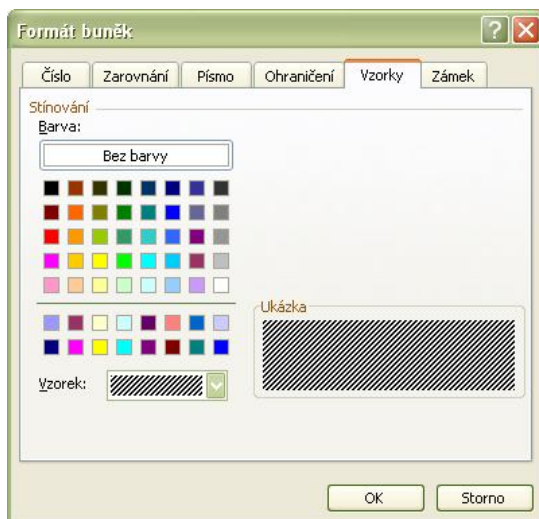 Formát buněk
Číslo Zarovnání Písmo Ohraničení Vzorky Zámek
Stínování
Barva:
Bez barvy
Ukázka
Vzorek:
OK Storno